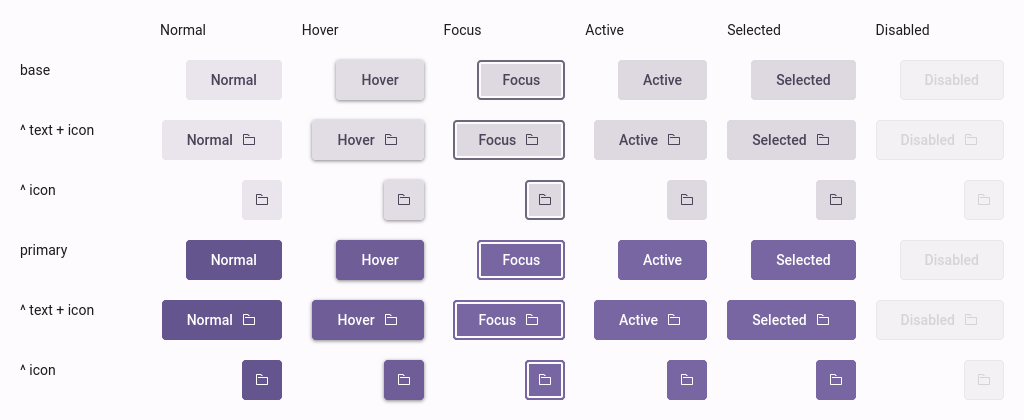 Normal Hover Focus Active Selected Disabled
base Normal Hover Focus Active Selected Disabled
^ text + icon Normal Hover Focus Active Selected Disabled
^ icon
primary Normal Hover Focus Active Selected Disabled
^ text + icon Normal Hover Focus Active Selected Disabled
^ icon